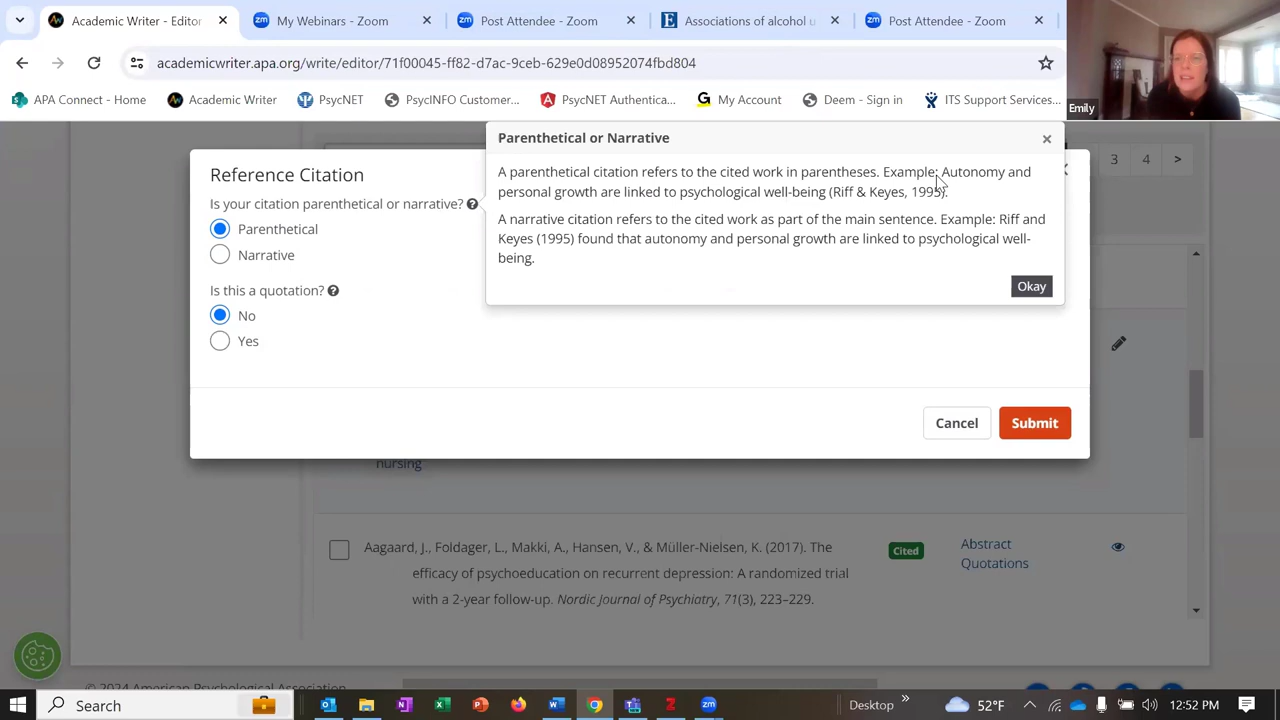 Academic Writer - Editor
My Webinars - Zoom
Post Attendee - Zoom
Associations of alcohol u
Post Attendee - Zoom
academicwriter.apa.org/write/editor/71f00045-ff82-d7ac-9ceb-629e0d08952074fbd804
APA Connect - Home
Academic Writer
PsycNET
PsycINFO Customer...
PsycNET Authentica...
My Account
Deem - Sign in
ITS Support Services...
Emily
Parenthetical or Narrative
A parenthetical citation refers to the cited work in parentheses. Example: Autonomy and
personal growth are linked to psychological well-being (Riff & Keyes, 1995).
A narrative citation refers to the cited work as part of the main sentence. Example: Riff and
Keyes (1995) found that autonomy and personal growth are linked to psychological well-
being.
Okay
Reference Citation
Is your citation parenthetical or narrative?
Parenthetical
Narrative
Is this a quotation?
No
Yes
Cancel
Submit
3 4 >
nursing
Aagaard, J., Foldager, L., Makki, A., Hansen, V., & Müller-Nielsen, K. (2017). The
efficacy of psychoeducation on recurrent depression: A randomized trial
with a 2-year follow-up. Nordic Journal of Psychiatry, 71(3), 223–229.
Cited
Abstract
Quotations
© 2024 American Psychological Association
Search
Desktop
52°F
12:52 PM